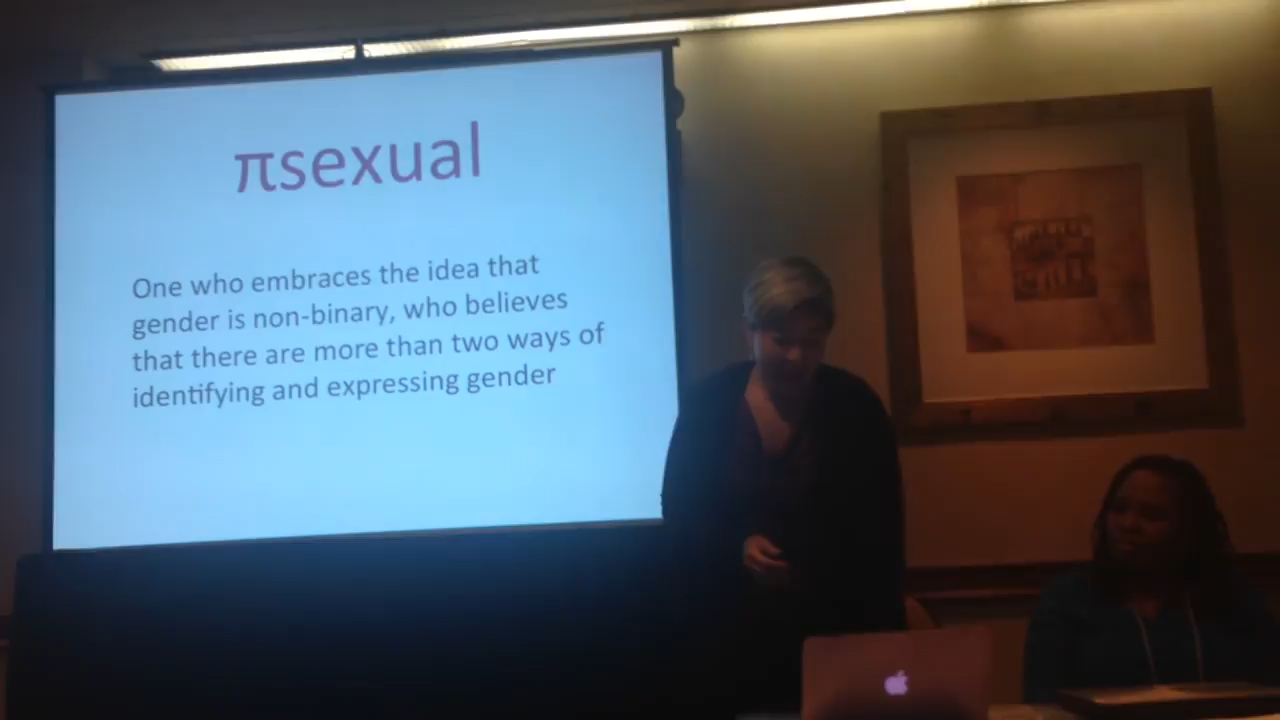 πsexual
One who embraces the idea that
gender is non-binary, who believes
that there are more than two ways of
identifying and expressing gender